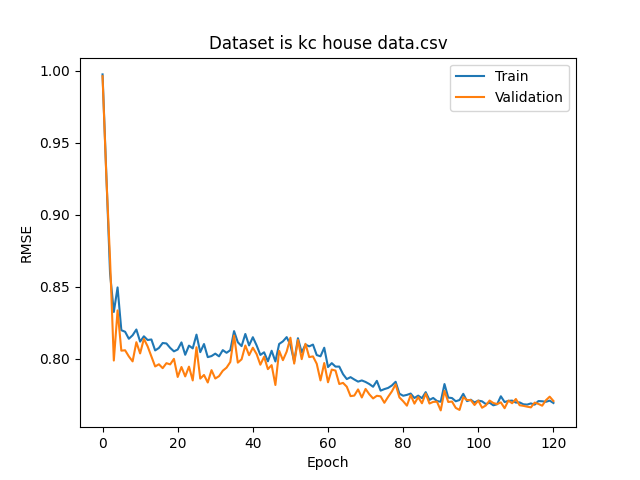 Dataset is kc house data.csv
Train
Validation
RMSE
1.00
0.95
0.90
0.85
0.80
0 20 40 60 80 100 120
Epoch